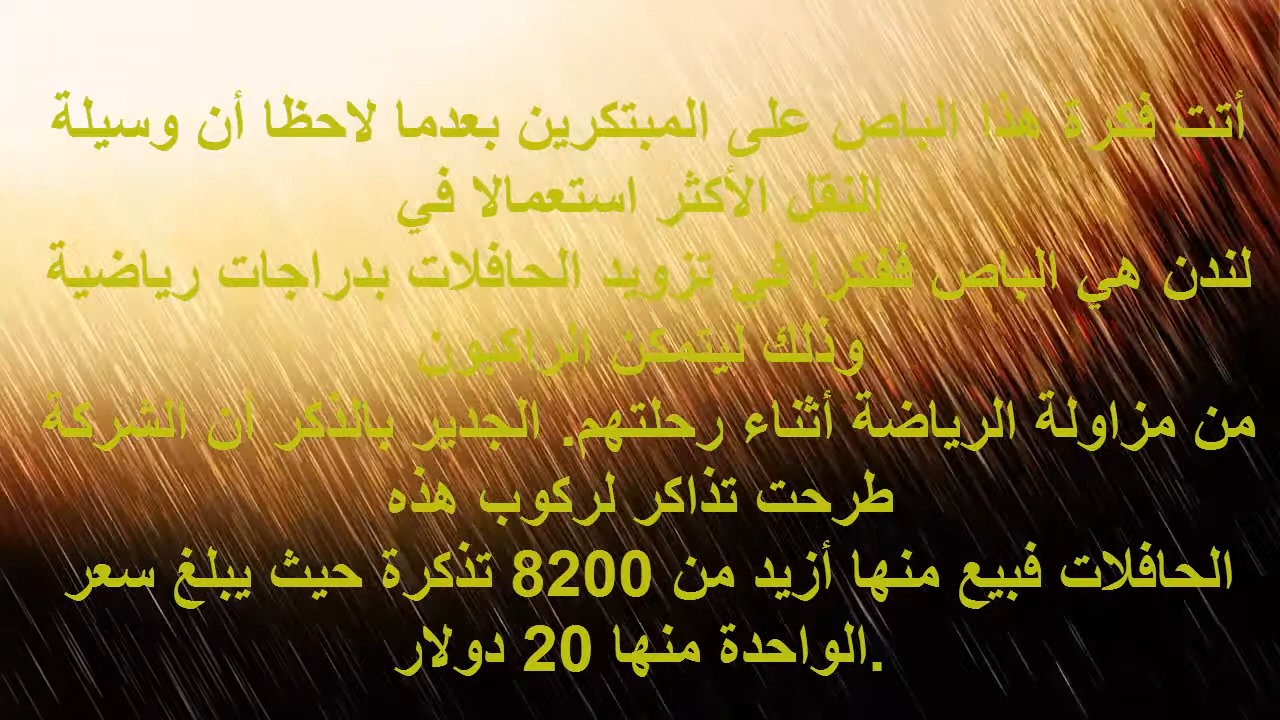 أتت فكرة هذا الباص على المبتكرين بعدما لاحظا أن وسيلة
النقل الأكثر استعمالا في
لندن هي الباص ففكرا في تزويد الحافلات بدراجات رياضية
وذلك ليتمكن الراكبون
من مزاولة الرياضة أثناء رحلتهم. الجدير بالذكر أن الشركة
طرحت تذاكر لركوب هذه
الحافلات فبيع منها أزيد من 8200 تذكرة حيث يبلغ سعر
الواحدة منها 20 دولار.